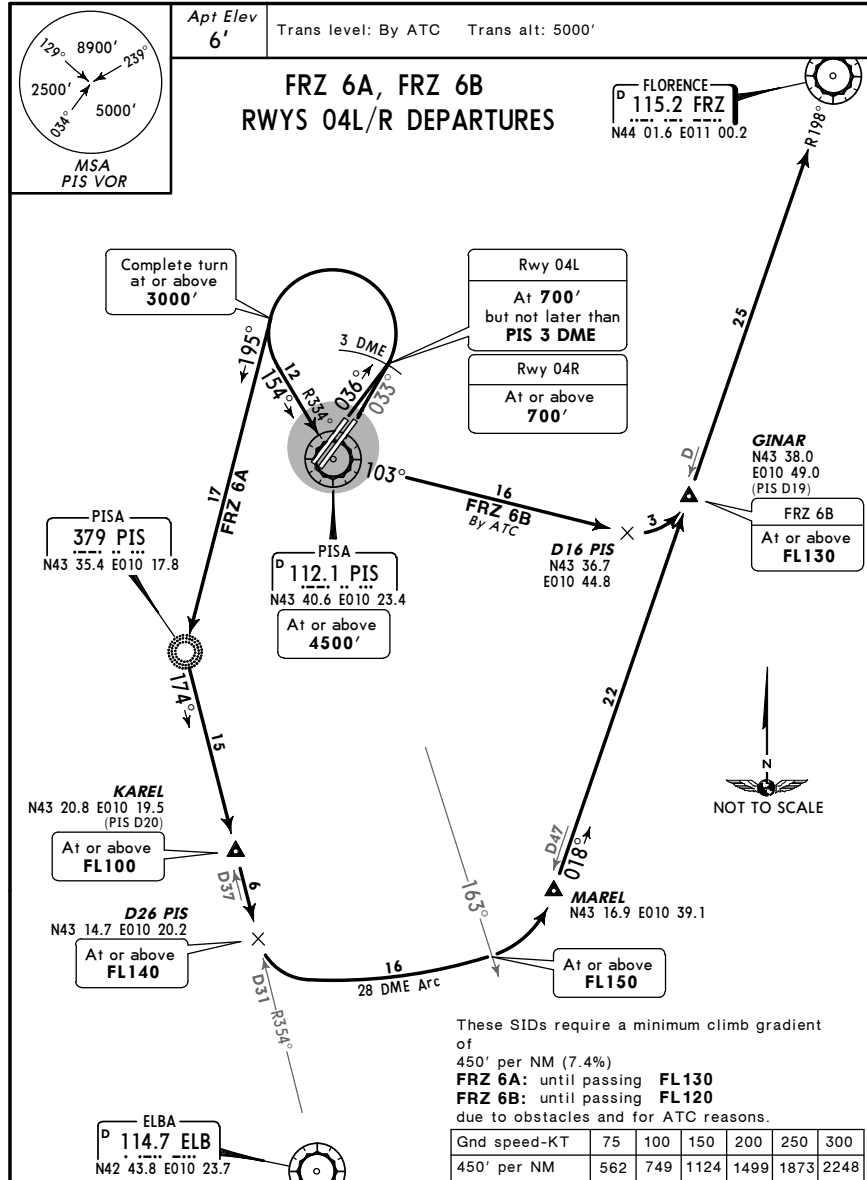 Apt Elev
6'
Trans level: By ATC Trans alt: 5000'
129°
8900'
239°
2500'
5000'
034°
MSA
PIS VOR
FRZ 6A, FRZ 6B
RWYS 04L/R DEPARTURES
FLORENCE
D 115.2 FRZ
N44 01.6 E011 00.2
R198°
Complete turn
at or above
3000'
Rwy 04L
At 700'
but not later than
PIS 3 DME
Rwy 04R
At or above
700'
3 DME
195°
12
154°
R334°
036°
033°
25
D
GINAR
N43 38.0
E010 49.0
(PIS D19)
FRZ 6B
At or above
FL130
103°
16
FRZ 6B
By ATC
3
D16 PIS
N43 36.7
E010 44.8
17
FRZ 6A
PISA
379 PIS
N43 35.4 E010 17.8
PISA
D 112.1 PIS
N43 40.6 E010 23.4
At or above
4500'
174°
15
22
N
NOT TO SCALE
KAREL
N43 20.8 E010 19.5
(PIS D20)
At or above
FL100
D37
6
D47
018°
163°
MAREL
N43 16.9 E010 39.1
D26 PIS
N43 14.7 E010 20.2
At or above
FL140
16
28 DME Arc
At or above
FL150
D31
R354°
These SIDs require a minimum climb gradient
of
450' per NM (7.4%)
FRZ 6A: until passing FL130
FRZ 6B: until passing FL120
due to obstacles and for ATC reasons.
Gnd speed-KT 75 100 150 200 250 300
450' per NM 562 749 1124 1499 1873 2248
ELBA
D 114.7 ELB
N42 43.8 E010 23.7